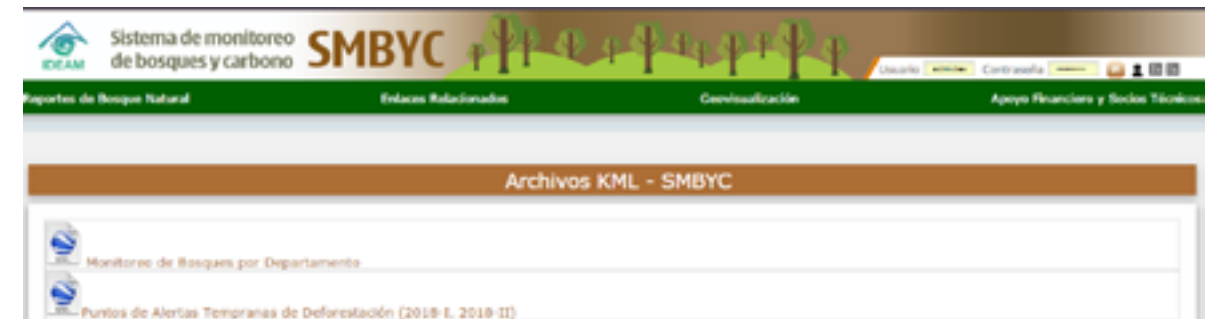 Sistema de monitoreo
de bosques y carbono
SMBYC
IDEAM
Usuario Contraseña
Reportes de Bosque Natural Enlaces Relacionados Geovisualización Apoyo Financiero y Socios Técnicos
Archivos KML - SMBYC
Monitoreo de Bosques por Departamento
Puntos de Alertas Tempranas de Deforestación (2018-I, 2018-II)